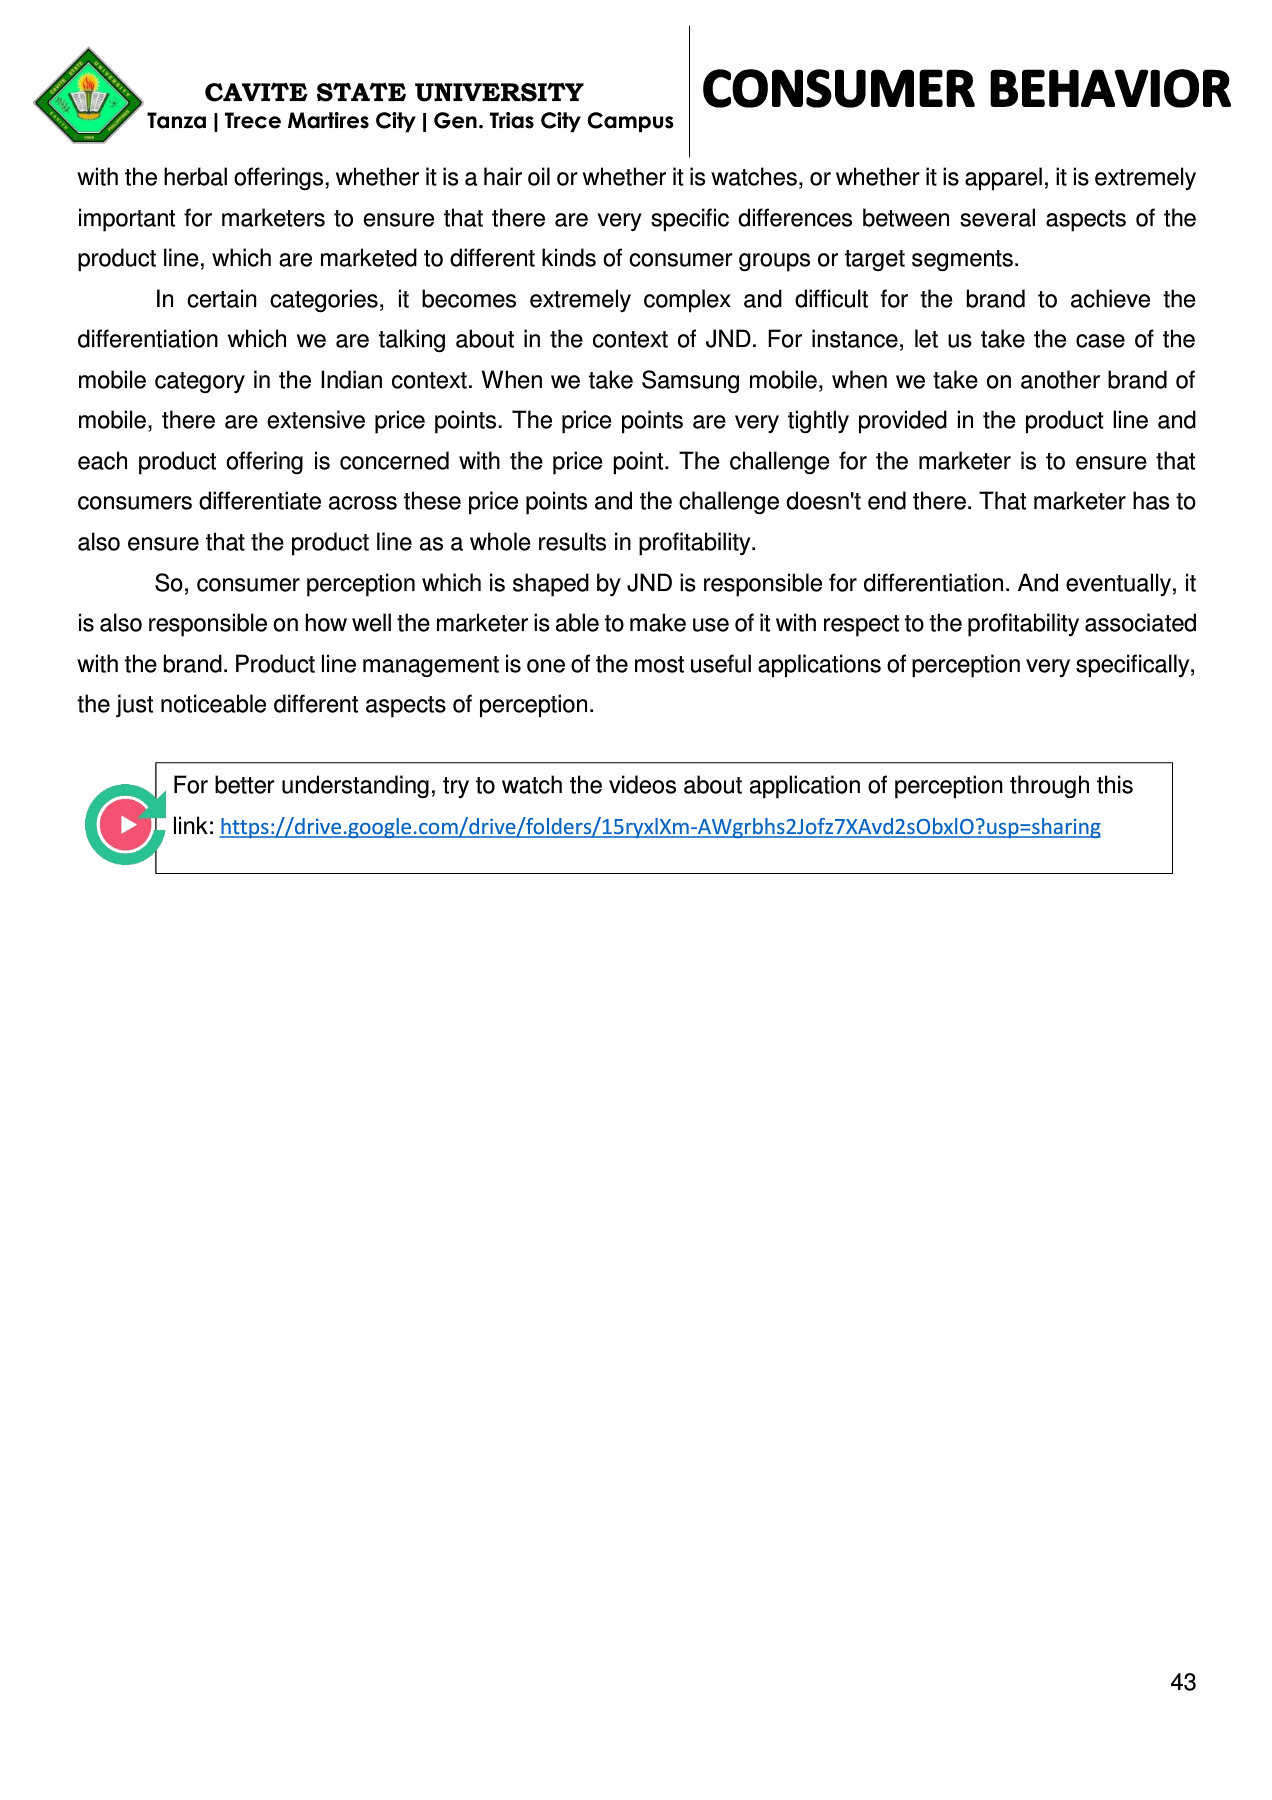 CAVITE STATE UNIVERSITY
Tanza | Trece Martires City | Gen. Trias City Campus
CONSUMER BEHAVIOR
with the herbal offerings, whether it is a hair oil or whether it is watches, or whether it is apparel, it is extremely
important for marketers to ensure that there are very specific differences between several aspects of the
product line, which are marketed to different kinds of consumer groups or target segments.
In certain categories, it becomes extremely complex and difficult for the brand to achieve the
differentiation which we are talking about in the context of JND. For instance, let us take the case of the
mobile category in the Indian context. When we take Samsung mobile, when we take on another brand of
mobile, there are extensive price points. The price points are very tightly provided in the product line and
each product offering is concerned with the price point. The challenge for the marketer is to ensure that
consumers differentiate across these price points and the challenge doesn't end there. That marketer has to
also ensure that the product line as a whole results in profitability.
So, consumer perception which is shaped by JND is responsible for differentiation. And eventually, it
is also responsible on how well the marketer is able to make use of it with respect to the profitability associated
with the brand. Product line management is one of the most useful applications of perception very specifically,
the just noticeable different aspects of perception.
For better understanding, try to watch the videos about application of perception through this
link: https://drive.google.com/drive/folders/15ryxlXm-AWgrbhs2Jofz7XAvd2sObxlO?usp=sharing
43